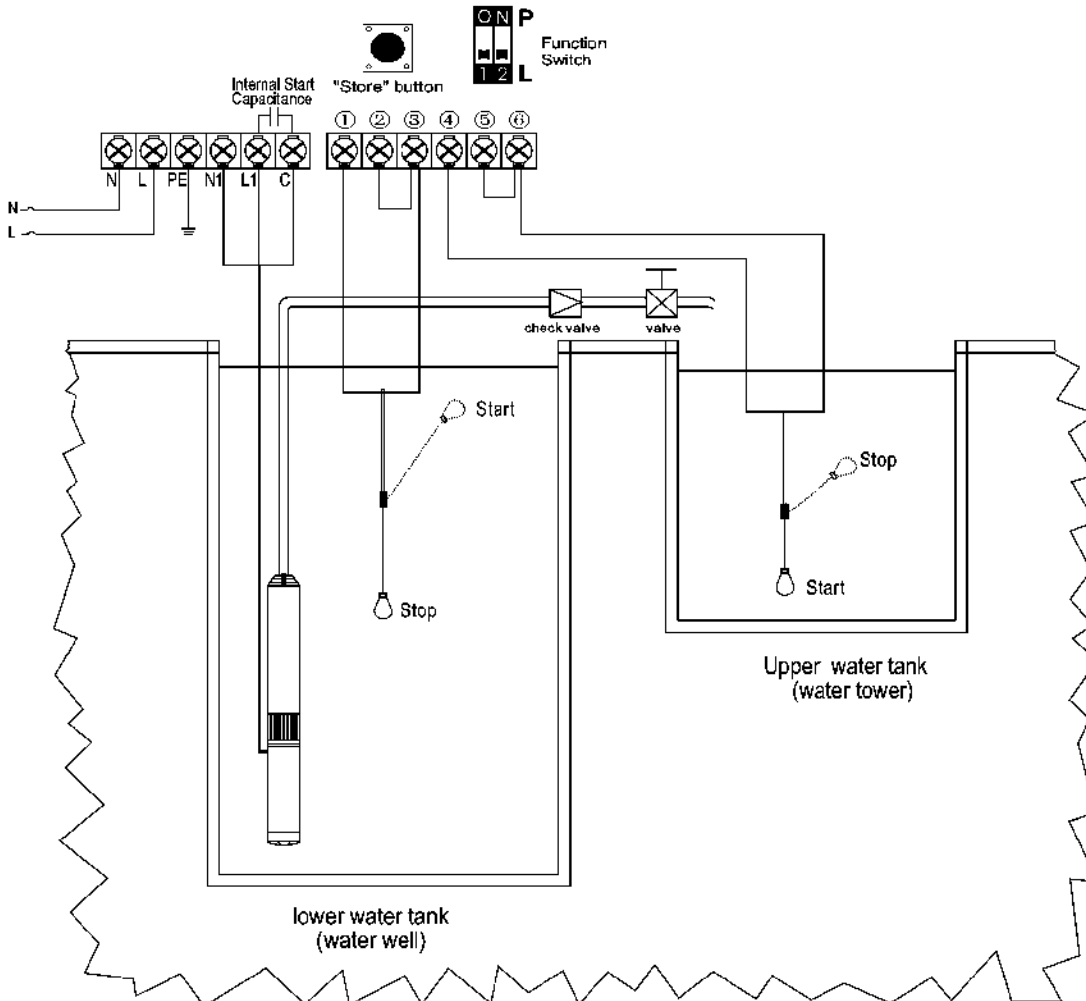 ON P
Function
Switch
1 2 L
"Store" button
Internal Start
Capacitance
① ② ③ ④ ⑤ ⑥
N L PE N1 L1 C
N
L
check valve
valve
Start
Stop
Stop
Start
Upper water tank
(water tower)
lower water tank
(water well)